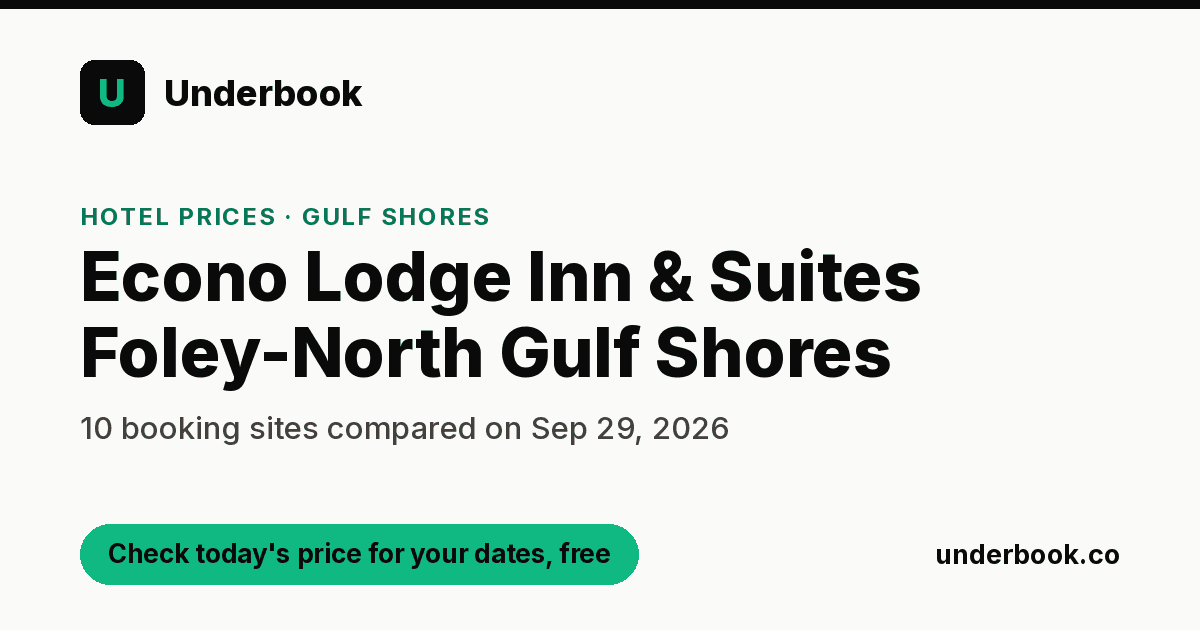 U Underbook
HOTEL PRICES · GULF SHORES
Econo Lodge Inn & Suites
Foley-North Gulf Shores
10 booking sites compared on Sep 29, 2026
Check today's price for your dates, free
underbook.co